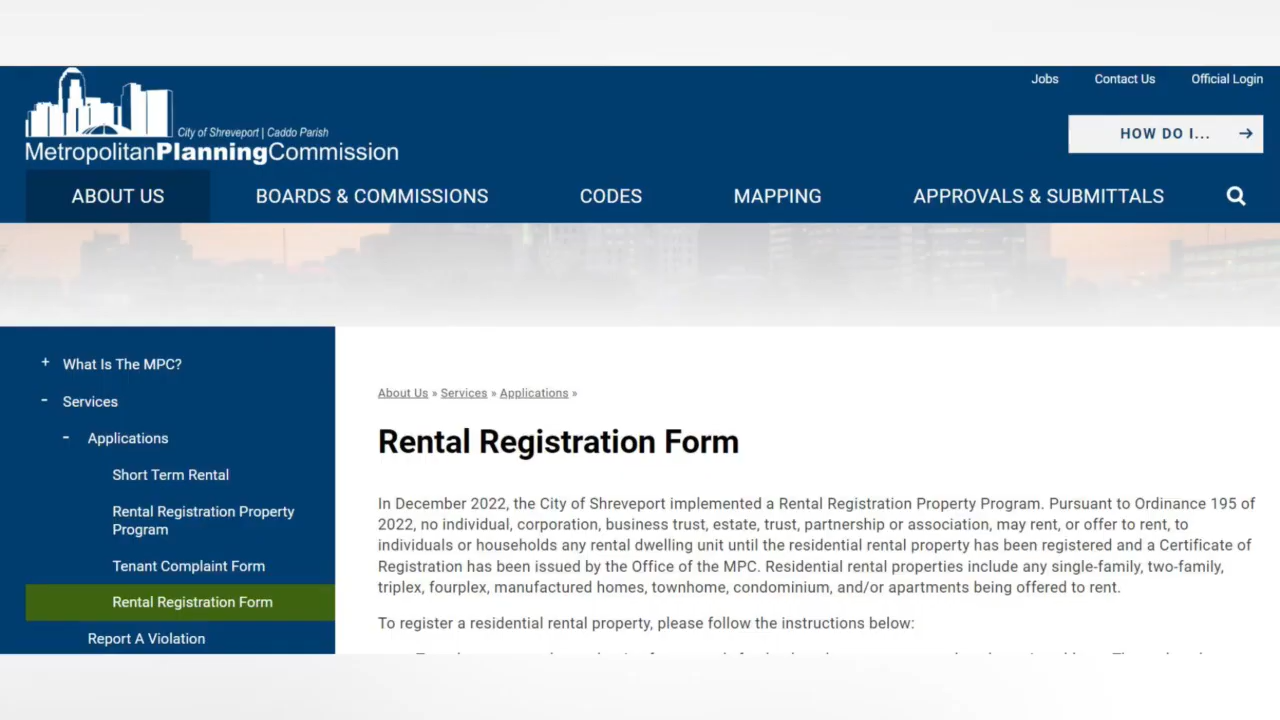 Jobs Contact Us Official Login
City of Shreveport | Caddo Parish
MetropolitanPlanningCommission
HOW DO I...
ABOUT US BOARDS & COMMISSIONS CODES MAPPING APPROVALS & SUBMITTALS
+ What Is The MPC?
- Services
- Applications
Short Term Rental
Rental Registration Property
Program
Tenant Complaint Form
Rental Registration Form
Report A Violation
About Us » Services » Applications »
Rental Registration Form
In December 2022, the City of Shreveport implemented a Rental Registration Property Program. Pursuant to Ordinance 195 of
2022, no individual, corporation, business trust, estate, trust, partnership or association, may rent, or offer to rent, to
individuals or households any rental dwelling unit until the residential rental property has been registered and a Certificate of
Registration has been issued by the Office of the MPC. Residential rental properties include any single-family, two-family,
triplex, fourplex, manufactured homes, townhome, condominium, and/or apartments being offered to rent.
To register a residential rental property, please follow the instructions below: